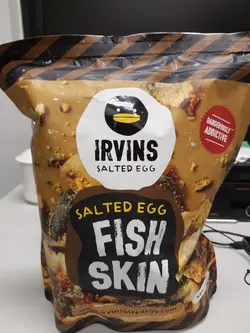 IRVINS
SALTED EGG
DANGEROUSLY
ADDICTIVE
SALTED EGG
FISH
SKIN